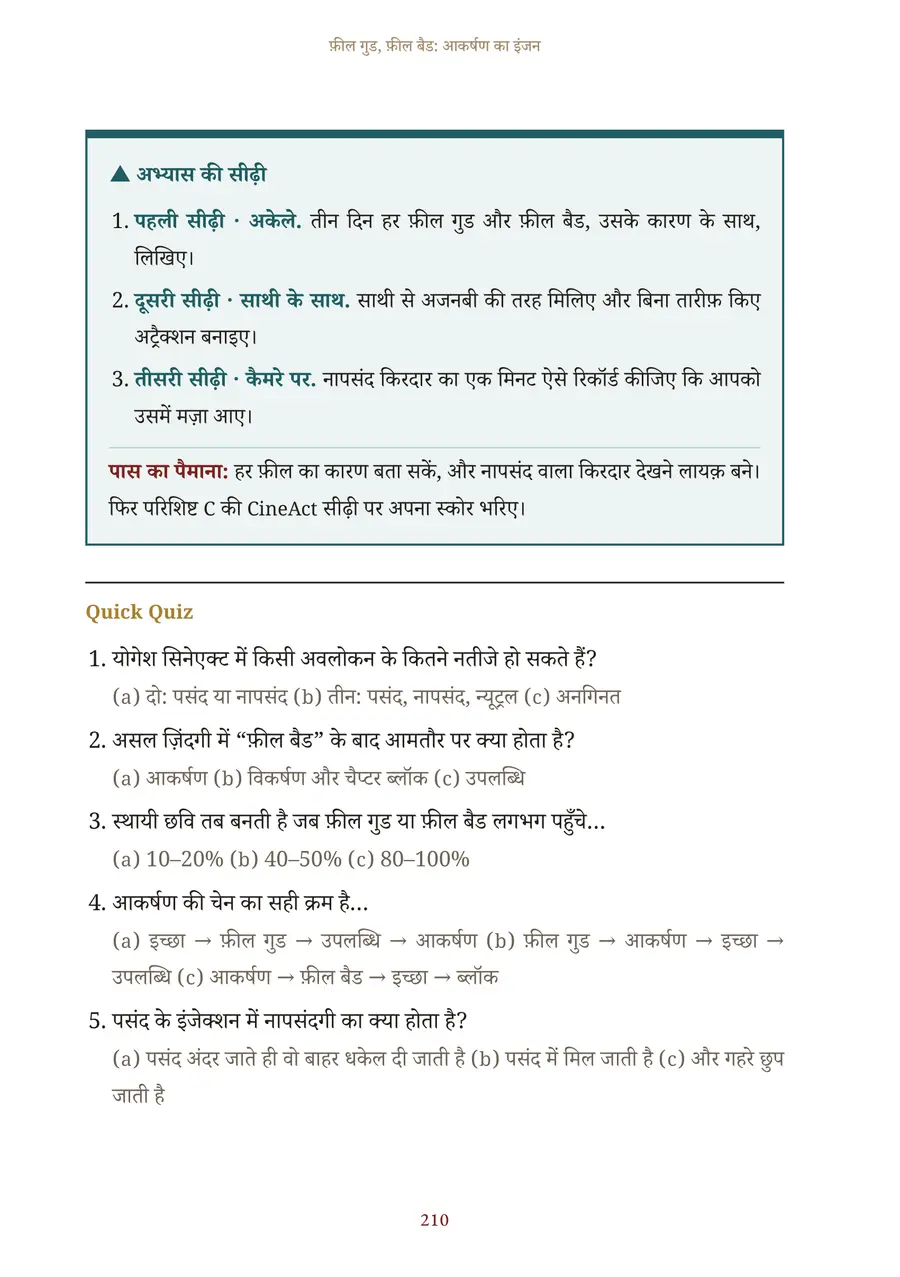 फ़ील गुड, फ़ील बैड: आकर्षण का इंजन
▲ अभ्यास की सीढ़ी
1. पहली सीढ़ी · अकेले. तीन दिन हर फ़ील गुड और फ़ील बैड, उसके कारण के साथ,
लिखिए।
2. दूसरी सीढ़ी · साथी के साथ. साथी से अजनबी की तरह मिलिए और बिना तारीफ़ किए
अट्रैक्शन बनाइए।
3. तीसरी सीढ़ी · कैमरे पर. नापसंद किरदार का एक मिनट ऐसे रिकॉर्ड कीजिए कि आपको
उसमें मज़ा आए।
पास का पैमाना: हर फ़ील का कारण बता सकें, और नापसंद वाला किरदार देखने लायक़ बने।
फिर परिशिष्ट C की CineAct सीढ़ी पर अपना स्कोर भरिए।
Quick Quiz
1. योगेश सिनेएक्ट में किसी अवलोकन के कितने नतीजे हो सकते हैं?
(a) दो: पसंद या नापसंद (b) तीन: पसंद, नापसंद, न्यूट्रल (c) अनगिनत
2. असल ज़िंदगी में “फ़ील बैड” के बाद आमतौर पर क्या होता है?
(a) आकर्षण (b) विकर्षण और चैप्टर ब्लॉक (c) उपलब्धि
3. स्थायी छवि तब बनती है जब फ़ील गुड या फ़ील बैड लगभग पहुँचे…
(a) 10–20% (b) 40–50% (c) 80–100%
4. आकर्षण की चेन का सही क्रम है…
(a) इच्छा → फ़ील गुड → उपलब्धि → आकर्षण (b) फ़ील गुड → आकर्षण → इच्छा →
उपलब्धि (c) आकर्षण → फ़ील बैड → इच्छा → ब्लॉक
5. पसंद के इंजेक्शन में नापसंदगी का क्या होता है?
(a) पसंद अंदर जाते ही वो बाहर धकेल दी जाती है (b) पसंद में मिल जाती है (c) और गहरे छुप
जाती है
210